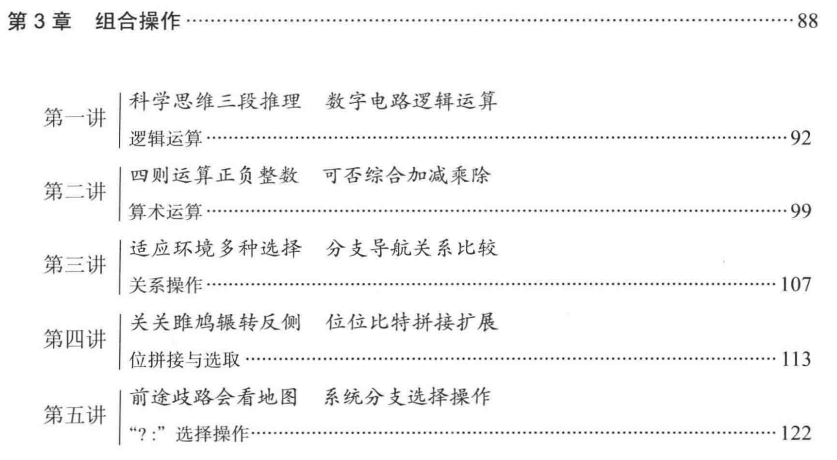 第 3 章 组合操作 88
第一讲
科学思维三段推理 数字电路逻辑运算
逻辑运算 92
第二讲
四则运算正负整数 可否综合加减乘除
算术运算 99
第三讲
适应环境多种选择 分支导航关系比较
关系操作 107
第四讲
关关雎鸠辗转反侧 位位比特拼接扩展
位拼接与选取 113
第五讲
前途歧路会看地图 系统分支选择操作
“? :” 选择操作 122